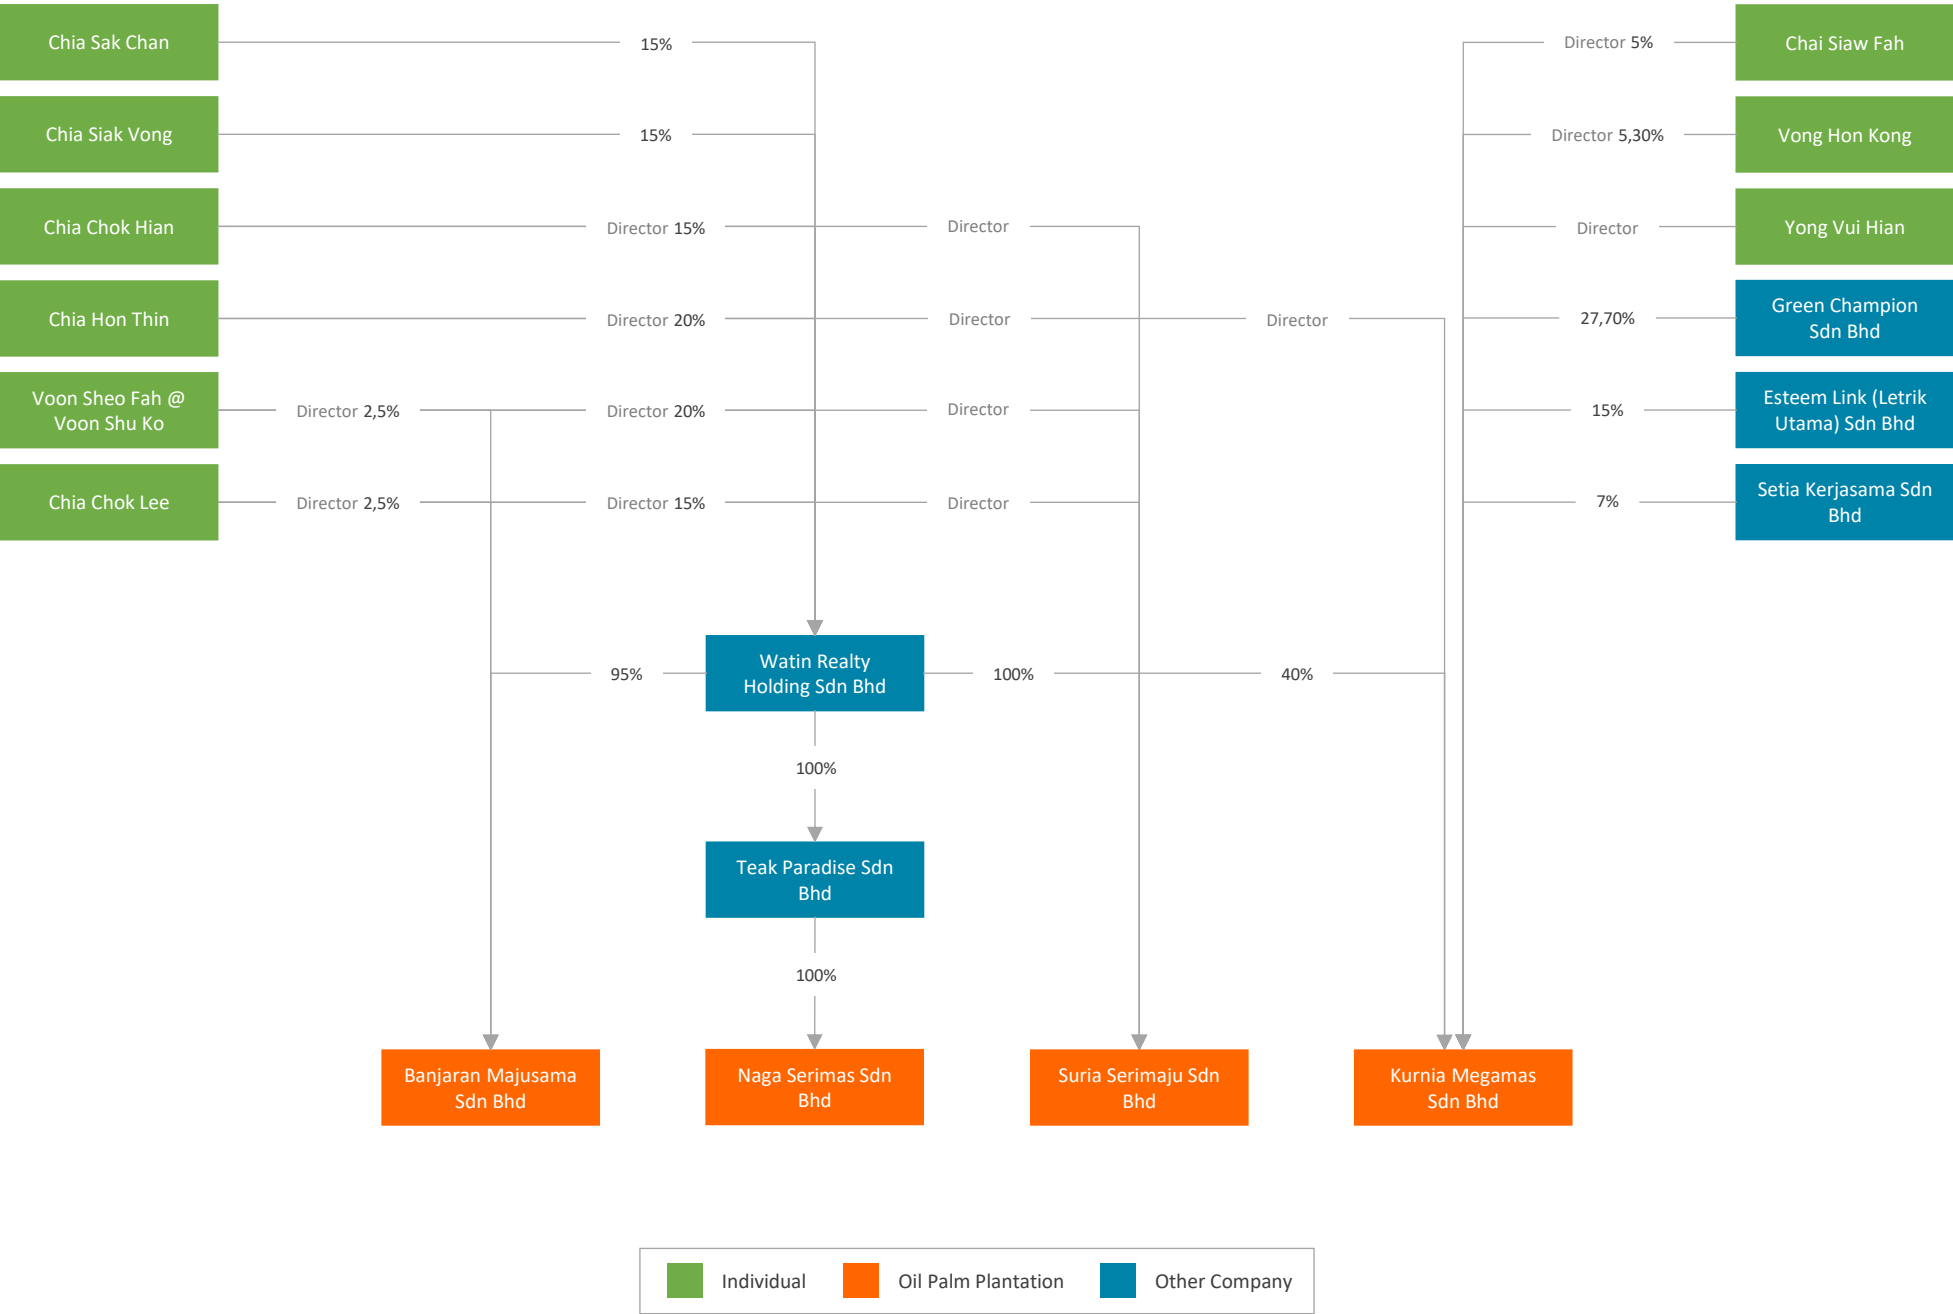 Chia Sak Chan
15%
Director 5%
Chai Siaw Fah
Chia Siak Vong
15%
Director 5,30%
Vong Hon Kong
Chia Chok Hian
Director 15%
Director
Director
Yong Vui Hian
Chia Hon Thin
Director 20%
Director
Director
27,70%
Green Champion
Sdn Bhd
Voon Sheo Fah @
Voon Shu Ko
Director 2,5%
Director 20%
Director
15%
Esteem Link (Letrik
Utama) Sdn Bhd
Chia Chok Lee
Director 2,5%
Director 15%
Director
7%
Setia Kerjasama Sdn
Bhd
95%
Watin Realty
Holding Sdn Bhd
100%
40%
100%
Teak Paradise Sdn
Bhd
100%
Banjaran Majusama
Sdn Bhd
Naga Serimas Sdn
Bhd
Suria Serimaju Sdn
Bhd
Kurnia Megamas
Sdn Bhd
Individual
Oil Palm Plantation
Other Company